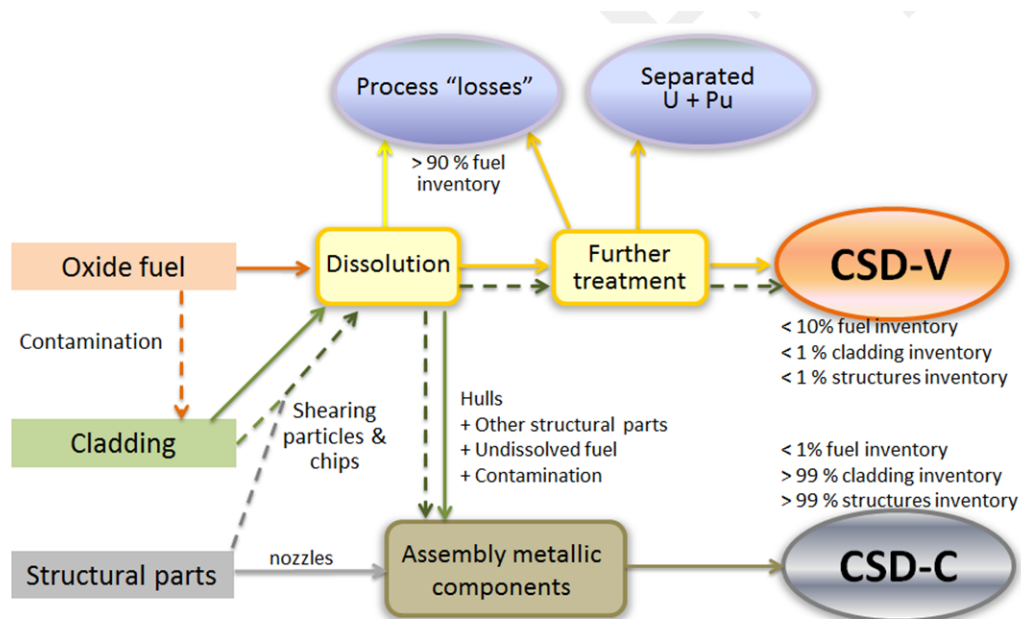 Process “losses”
Separated
U + Pu
> 90 % fuel
inventory
Oxide fuel
Dissolution
Further
treatment
CSD-V
Contamination
< 10% fuel inventory
< 1 % cladding inventory
< 1 % structures inventory
Cladding
Shearing
particles &
chips
Hulls
+ Other structural parts
+ Undissolved fuel
+ Contamination
< 1% fuel inventory
> 99 % cladding inventory
> 99 % structures inventory
Structural parts
nozzles
Assembly metallic
components
CSD-C